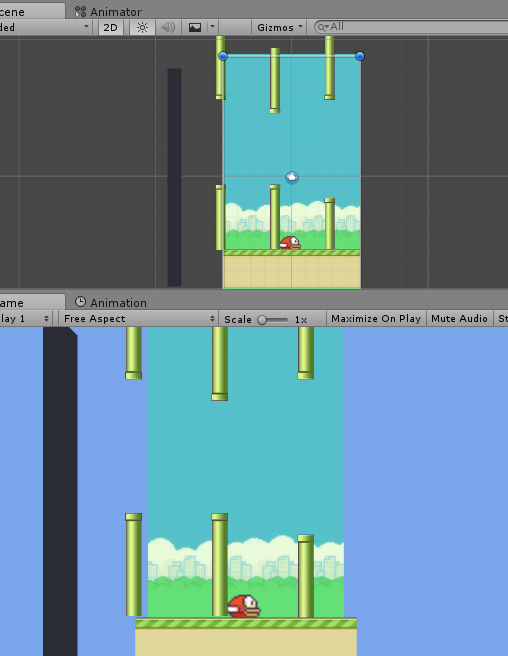 cene Animator
ded 2D Gizmos All
ame Animation
lay 1 Free Aspect Scale 1x Maximize On Play Mute Audio St